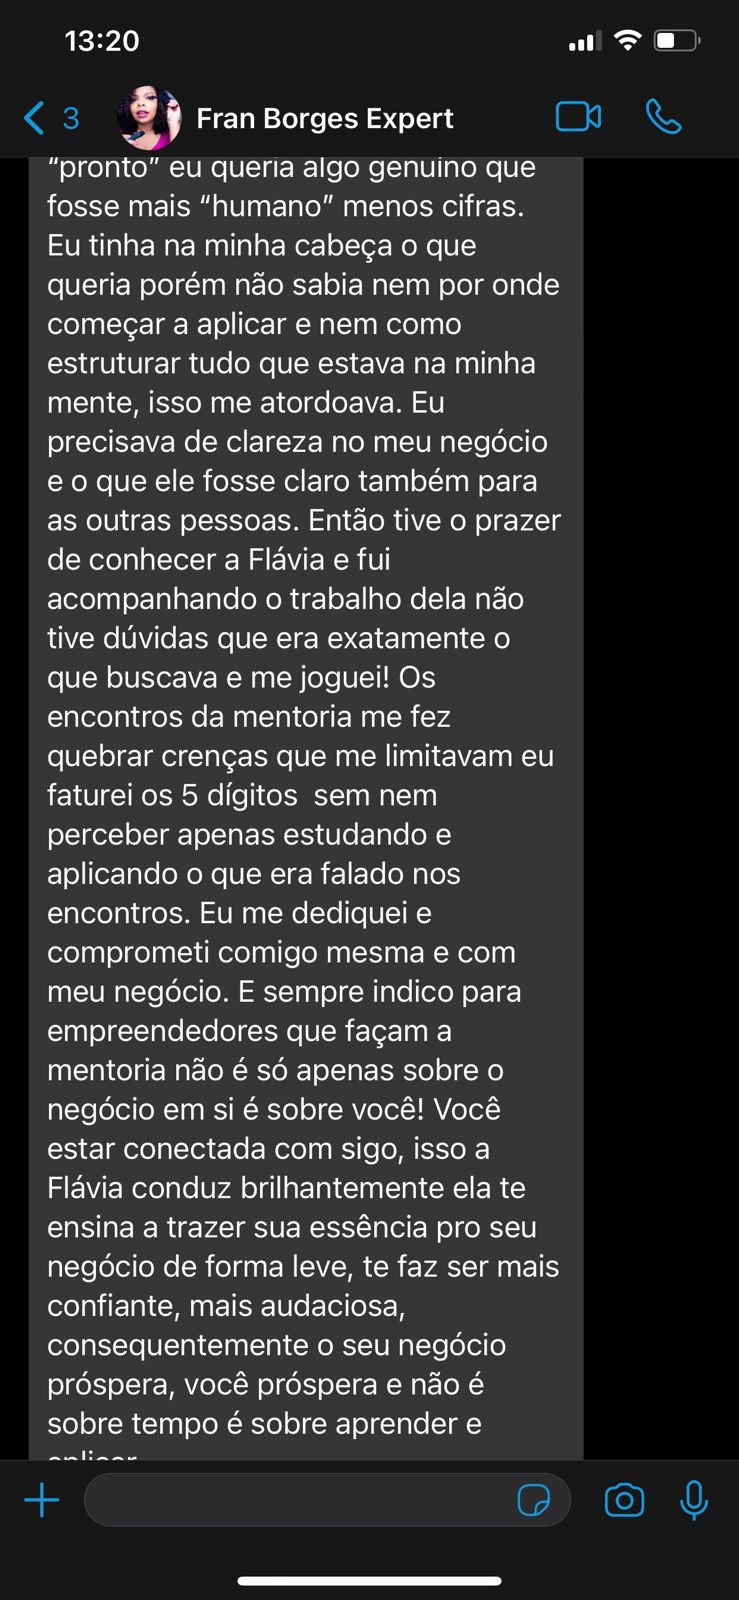 13:20
3
Fran Borges Expert
“pronto” eu queria algo genuíno que
fosse mais “humano” menos cifras.
Eu tinha na minha cabeça o que
queria porém não sabia nem por onde
começar a aplicar e nem como
estruturar tudo que estava na minha
mente, isso me atordoava. Eu
precisava de clareza no meu negócio
e o que ele fosse claro também para
as outras pessoas. Então tive o prazer
de conhecer a Flávia e fui
acompanhando o trabalho dela não
tive dúvidas que era exatamente o
que buscava e me joguei! Os
encontros da mentoria me fez
quebrar crenças que me limitavam eu
faturei os 5 dígitos  sem nem
perceber apenas estudando e
aplicando o que era falado nos
encontros. Eu me dediquei e
comprometi comigo mesma e com
meu negócio. E sempre indico para
empreendedores que façam a
mentoria não é só apenas sobre o
negócio em si é sobre você! Você
estar conectada com sigo, isso a
Flávia conduz brilhantemente ela te
ensina a trazer sua essência pro seu
negócio de forma leve, te faz ser mais
confiante, mais audaciosa,
consequentemente o seu negócio
próspera, você próspera e não é
sobre tempo é sobre aprender e
aplicar